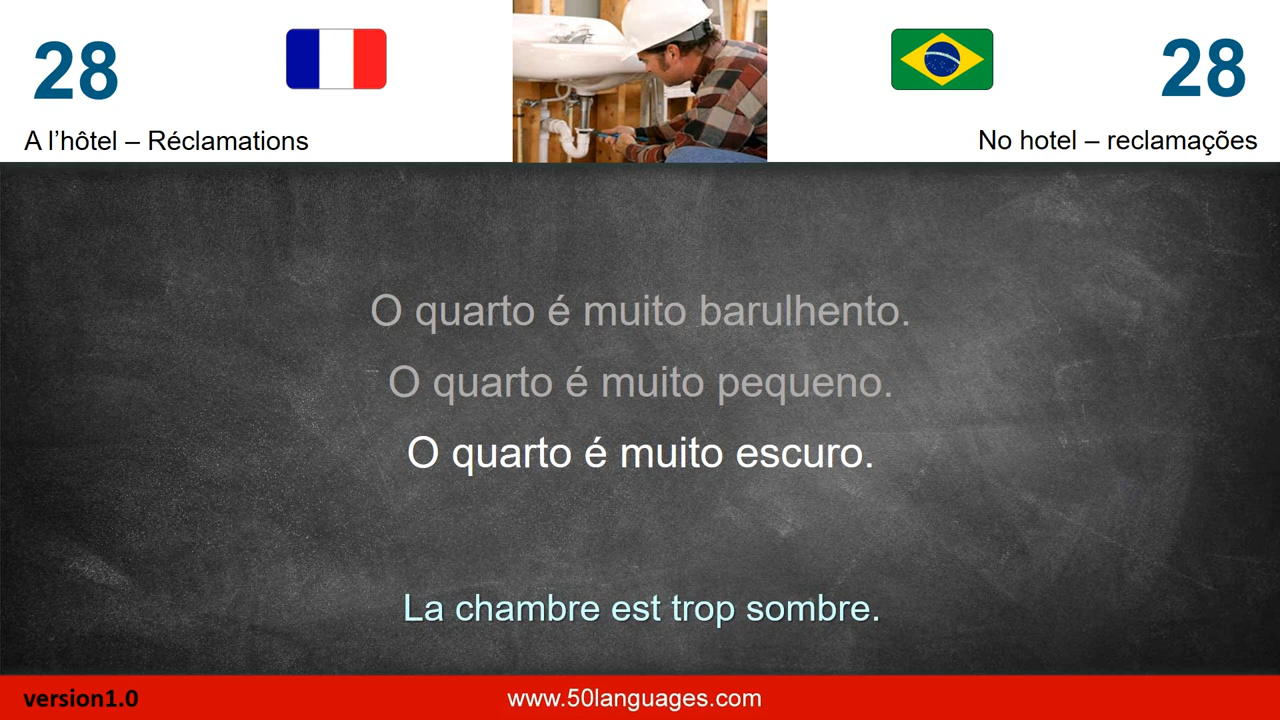 28
28
A l’hôtel – Réclamations
No hotel – reclamações
O quarto é muito barulhento.
O quarto é muito pequeno.
O quarto é muito escuro.
La chambre est trop sombre.
version1.0
www.50languages.com